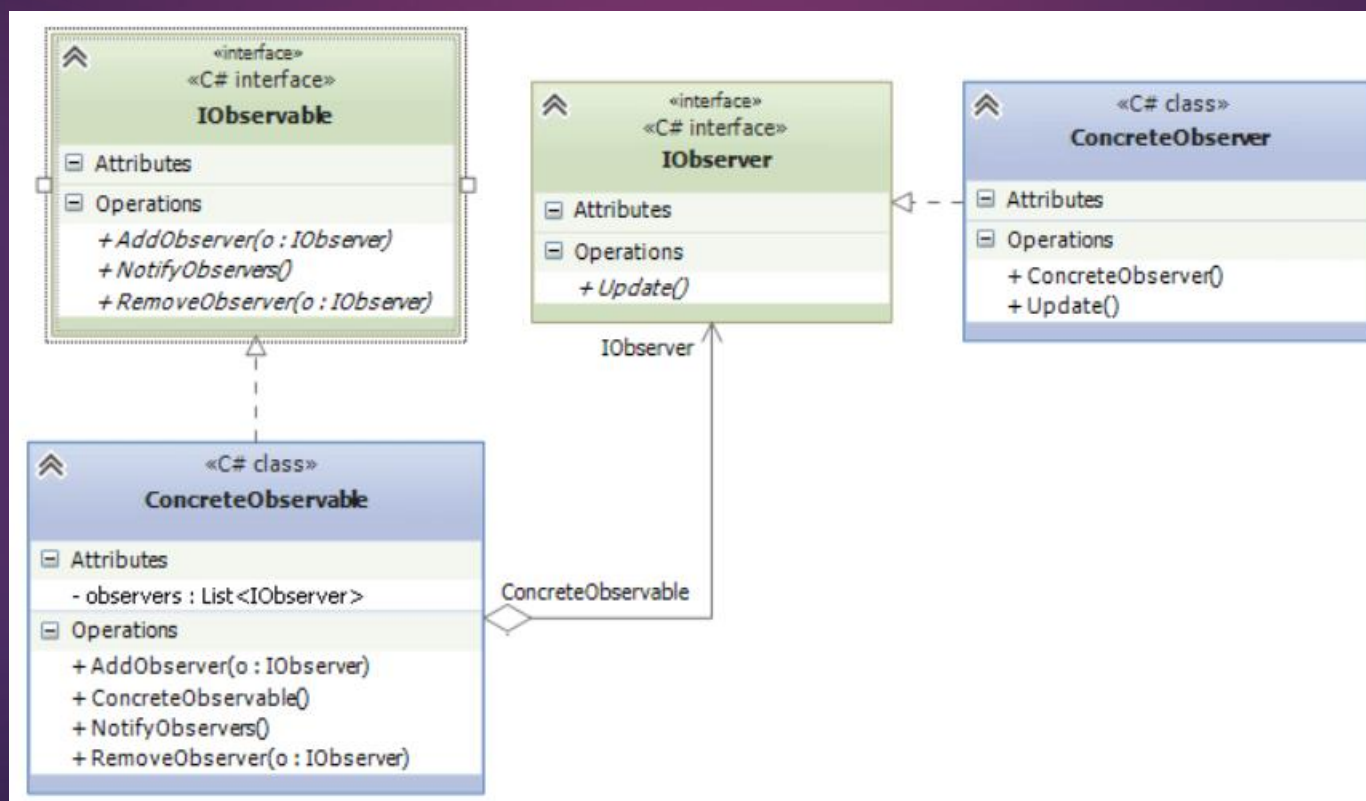 «interface»
«C# interface»
IObservable
Attributes
Operations
+ AddObserver(o : IObserver)
+ NotifyObservers()
+ RemoveObserver(o : IObserver)
«interface»
«C# interface»
IObserver
Attributes
Operations
+ Update()
IObserver
«C# class»
ConcreteObserver
Attributes
Operations
+ ConcreteObserver()
+ Update()
«C# class»
ConcreteObservable
Attributes
- observers : List<IObserver>
Operations
+ AddObserver(o : IObserver)
+ ConcreteObservable()
+ NotifyObservers()
+ RemoveObserver(o : IObserver)
ConcreteObservable